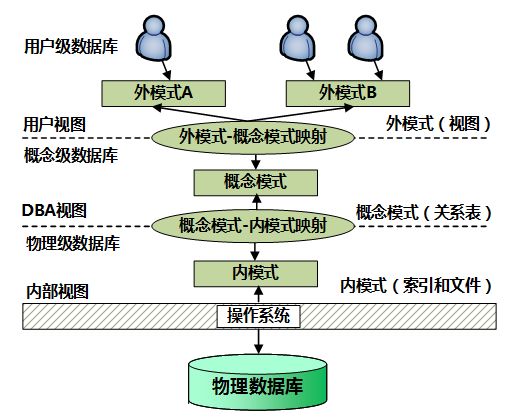 用户级数据库
外模式A
外模式B
用户视图
外模式-概念模式映射
外模式（视图）
概念级数据库
概念模式
DBA视图
概念模式-内模式映射
概念模式（关系表）
物理级数据库
内模式
内部视图
内模式（索引和文件）
操作系统
物理数据库